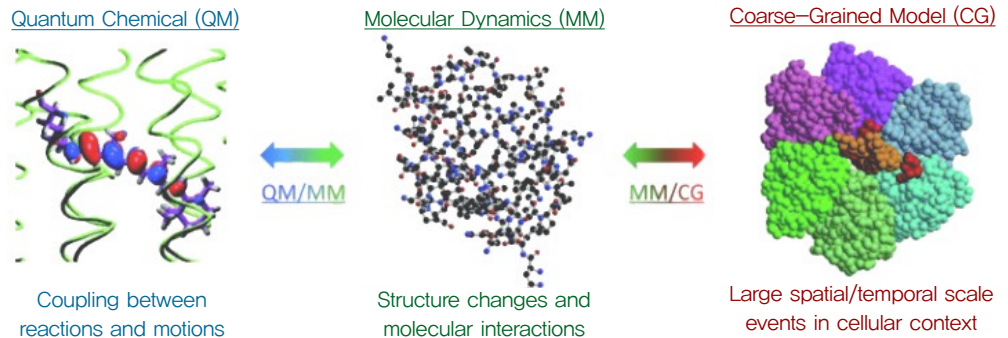 Quantum Chemical (QM)
Molecular Dynamics (MM)
Coarse–Grained Model (CG)
QM/MM
MM/CG
Coupling between
reactions and motions
Structure changes and
molecular interactions
Large spatial/temporal scale
events in cellular context